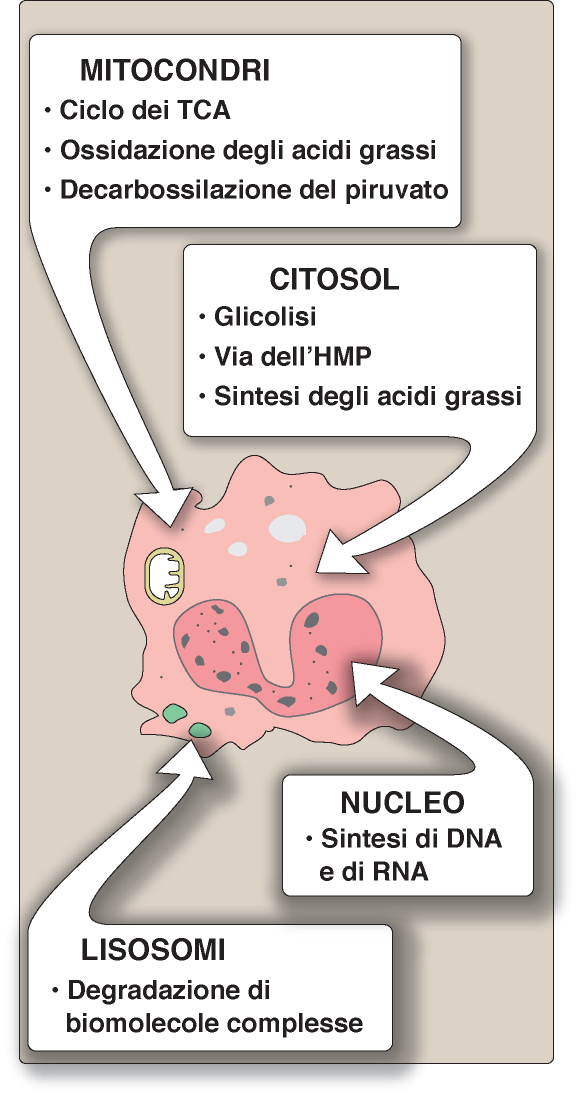 MITOCONDRI
• Ciclo dei TCA
• Ossidazione degli acidi grassi
• Decarbossilazione del piruvato
CITOSOL
• Glicolisi
• Via dell’HMP
• Sintesi degli acidi grassi
NUCLEO
• Sintesi di DNA
e di RNA
LISOSOMI
• Degradazione di
biomolecole complesse